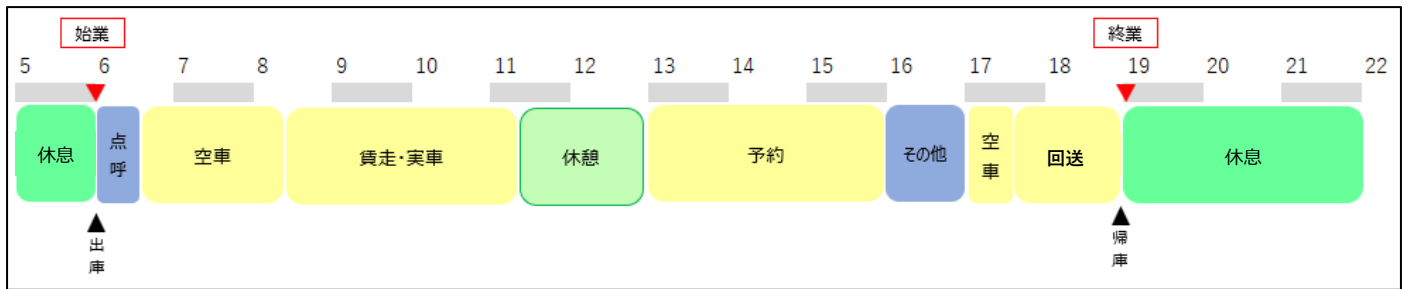 始業
終業
5 6 7 8 9 10 11 12 13 14 15 16 17 18 19 20 21 22
休息
点呼
空車
賃走・実車
休憩
予約
その他
空車
回送
休息
出庫
帰庫